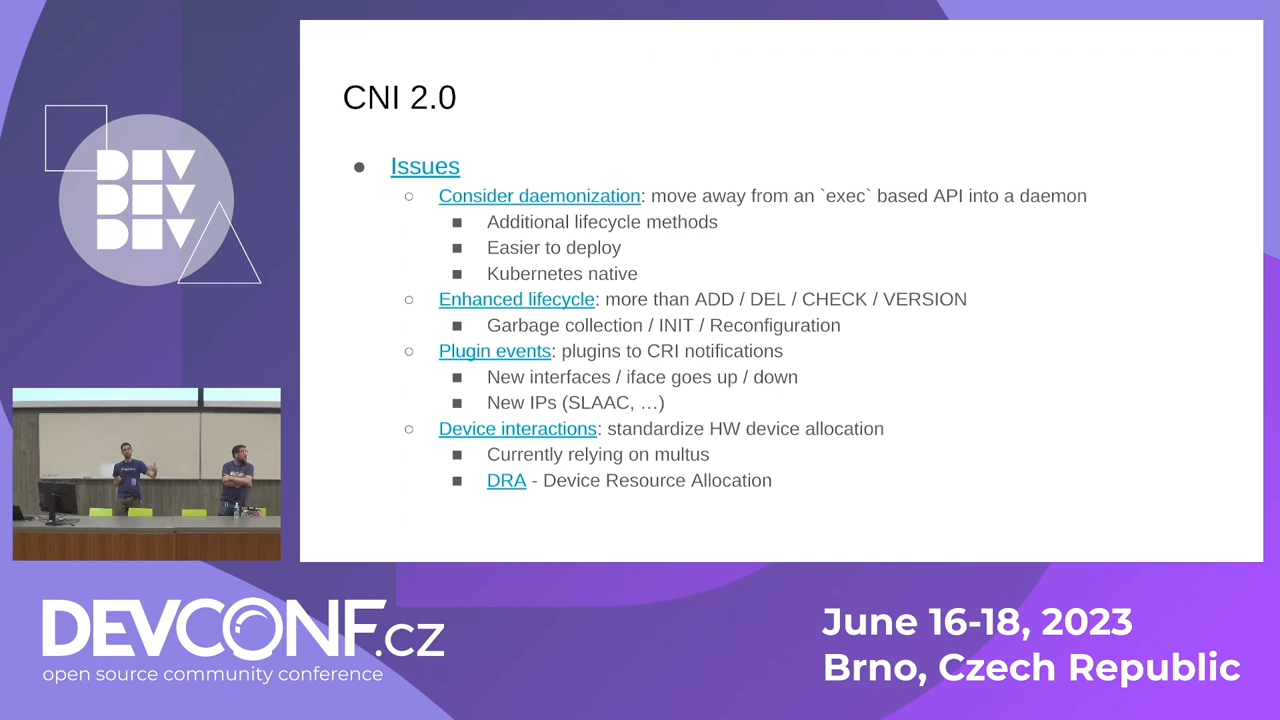 CNI 2.0
● Issues
○ Consider daemonization: move away from an `exec` based API into a daemon
■ Additional lifecycle methods
■ Easier to deploy
■ Kubernetes native
○ Enhanced lifecycle: more than ADD / DEL / CHECK / VERSION
■ Garbage collection / INIT / Reconfiguration
○ Plugin events: plugins to CRI notifications
■ New interfaces / iface goes up / down
■ New IPs (SLAAC, …)
○ Device interactions: standardize HW device allocation
■ Currently relying on multus
■ DRA - Device Resource Allocation
DEV
DEV
DEV
DEVCONF.CZ
open source community conference
June 16-18, 2023
Brno, Czech Republic